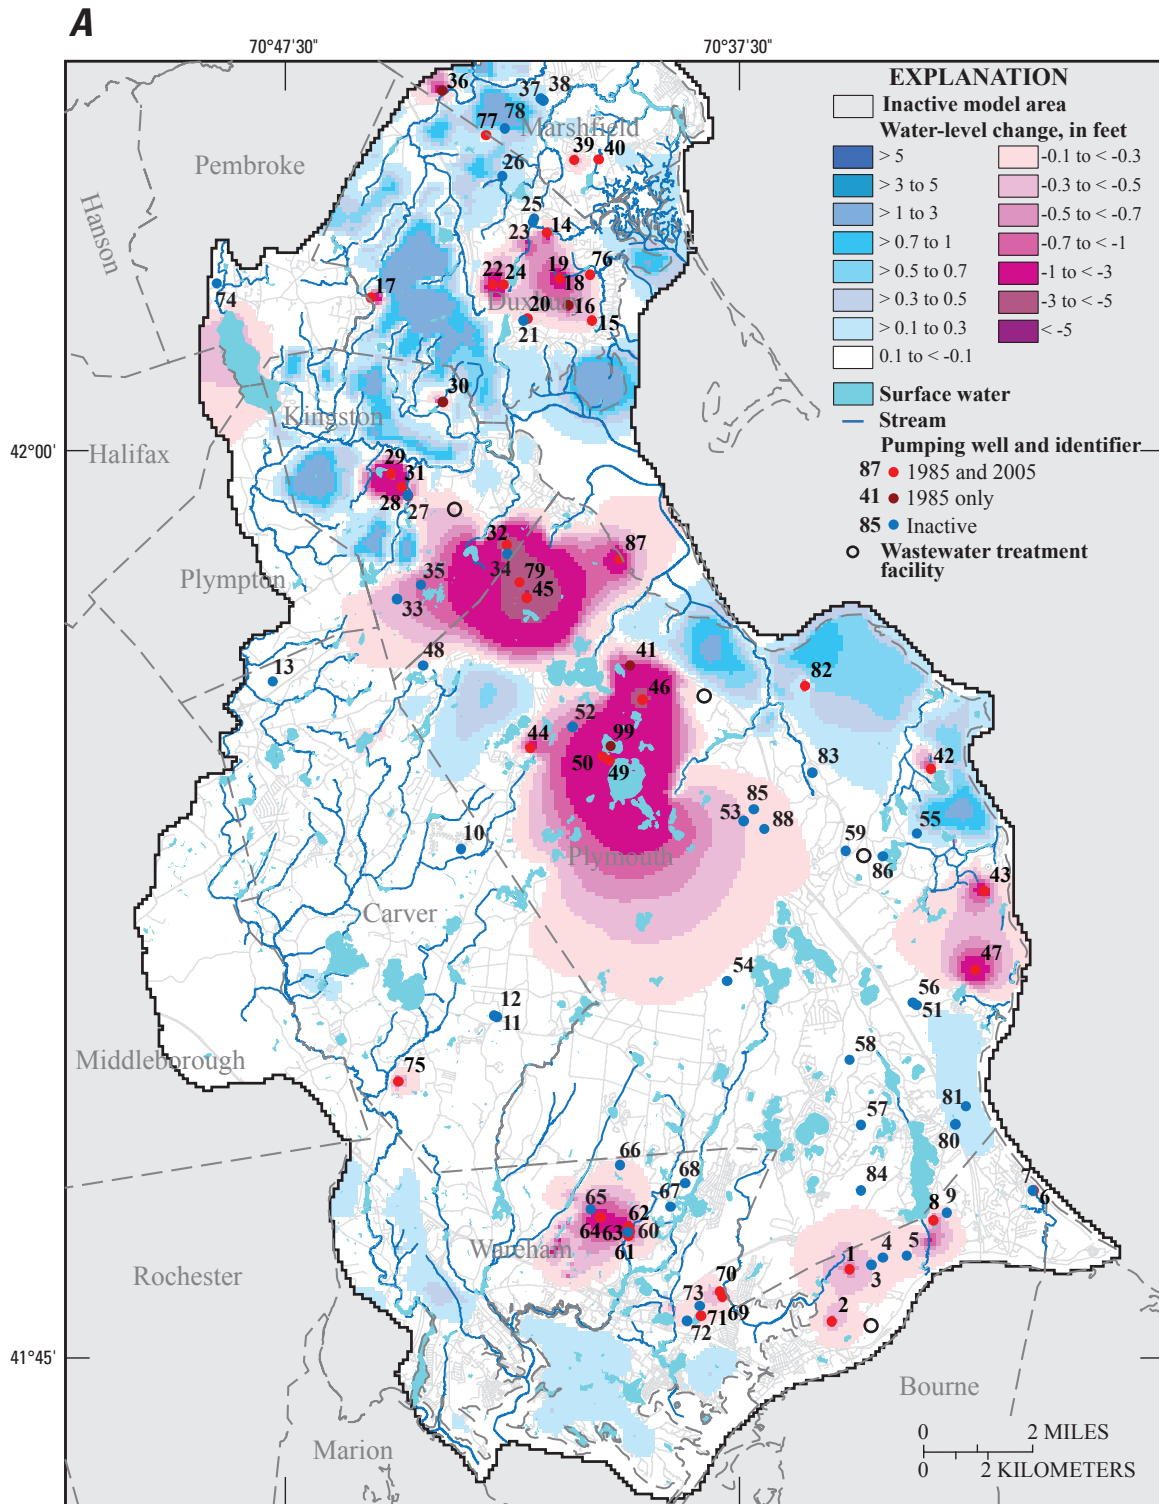 A
70°47'30"
70°37'30"
EXPLANATION
Inactive model area
Water-level change, in feet
> 5
> 3 to 5
> 1 to 3
> 0.7 to 1
> 0.5 to 0.7
> 0.3 to 0.5
> 0.1 to 0.3
0.1 to < -0.1
-0.1 to < -0.3
-0.3 to < -0.5
-0.5 to < -0.7
-0.7 to < -1
-1 to < -3
-3 to < -5
< -5
Surface water
Stream
Pumping well and identifier
87 1985 and 2005
41 1985 only
85 Inactive
Wastewater treatment
facility
36
37
38
78
77
Marshfield
39
40
Pembroke
26
Hanson
25
14
23
19
76
22
24
18
17
Duxbury
20
16
15
21
74
30
Kingston
42°00'
Halifax
29
31
28
27
32
87
34
Plympton
35
79
45
33
48
41
13
82
46
52
44
99
50
49
83
42
85
53
88
55
10
59
Plymouth
86
43
Carver
47
54
12
11
56
51
Middleborough
58
75
81
57
80
66
68
84
7
6
65
67
8
9
62
64
63
60
Wareham
61
4
5
1
3
Rochester
70
73
69
71
72
2
41°45'
Bourne
Marion
0 2 MILES
0 2 KILOMETERS